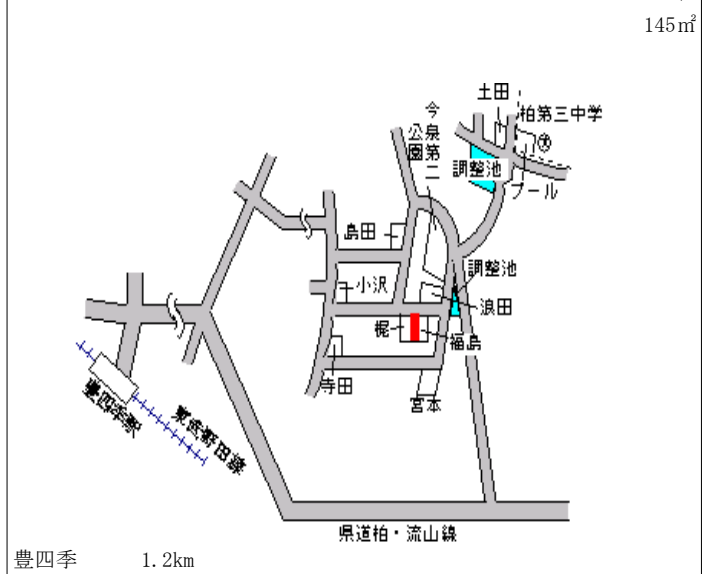 145㎡
土田
柏第三中学
今泉第二
公園
調整池
プール
島田
調整池
小沢
浪田
梶
福島
寺田
宮本
豊四季駅
東武野田線
県道柏・流山線
豊四季 1.2km